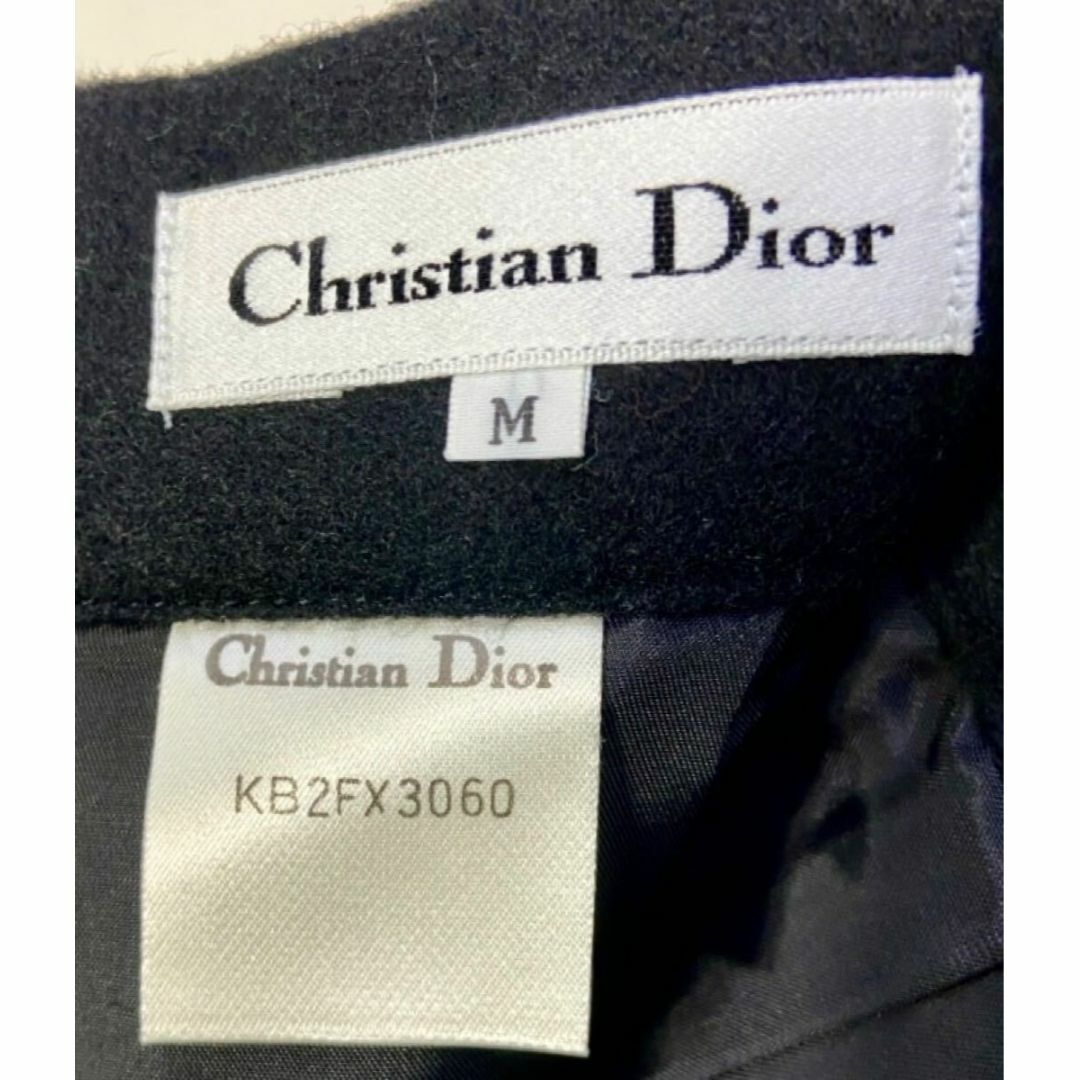 Christian Dior
M
Christian Dior
KB2FX3060